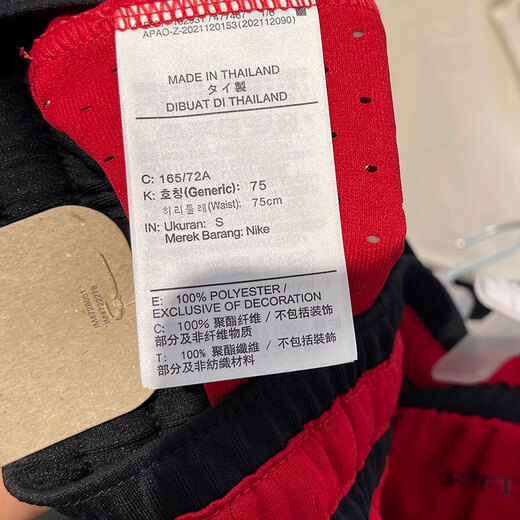 APAO-Z-2021120153 (202112090)
MADE IN THAILAND
タイ製
DIBUAT DI THAILAND
C: 165/72A
K: 호칭(Generic): 75
허리둘레(Waist): 75cm
IN: Ukuran: S
Merek Barang: Nike
E: 100% POLYESTER /
EXCLUSIVE OF DECORATION
C: 100% 聚酯纤维 / 不包括装饰
部分及非纤维物质
T: 100% 聚酯纖維 / 不包括裝飾
部分及非紡織材料